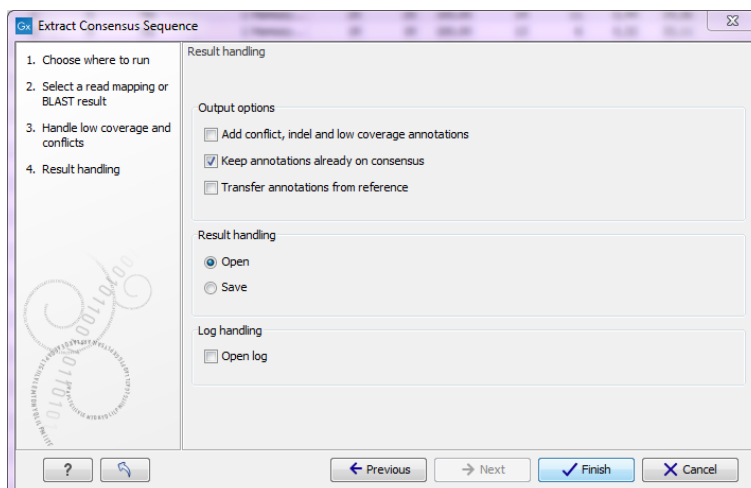 Gx Extract Consensus Sequence
1. Choose where to run
2. Select a read mapping or
BLAST result
3. Handle low coverage and
conflicts
4. Result handling
Result handling
Output options
Add conflict, indel and low coverage annotations
Keep annotations already on consensus
Transfer annotations from reference
Result handling
Open
Save
Log handling
Open log
?
Previous
Next
Finish
Cancel